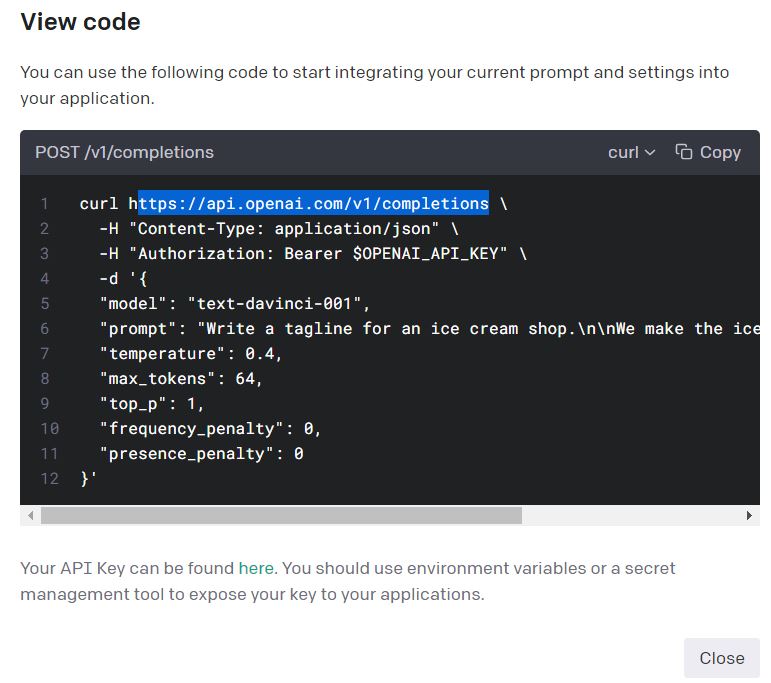 View code
You can use the following code to start integrating your current prompt and settings into
your application.
POST /v1/completions curl Copy
1 curl https://api.openai.com/v1/completions \
2 -H "Content-Type: application/json" \
3 -H "Authorization: Bearer $OPENAI_API_KEY" \
4 -d '{
5 "model": "text-davinci-001",
6 "prompt": "Write a tagline for an ice cream shop.\n\nWe make the ice
7 "temperature": 0.4,
8 "max_tokens": 64,
9 "top_p": 1,
10 "frequency_penalty": 0,
11 "presence_penalty": 0
12 }'
Your API Key can be found here. You should use environment variables or a secret
management tool to expose your key to your applications.
Close